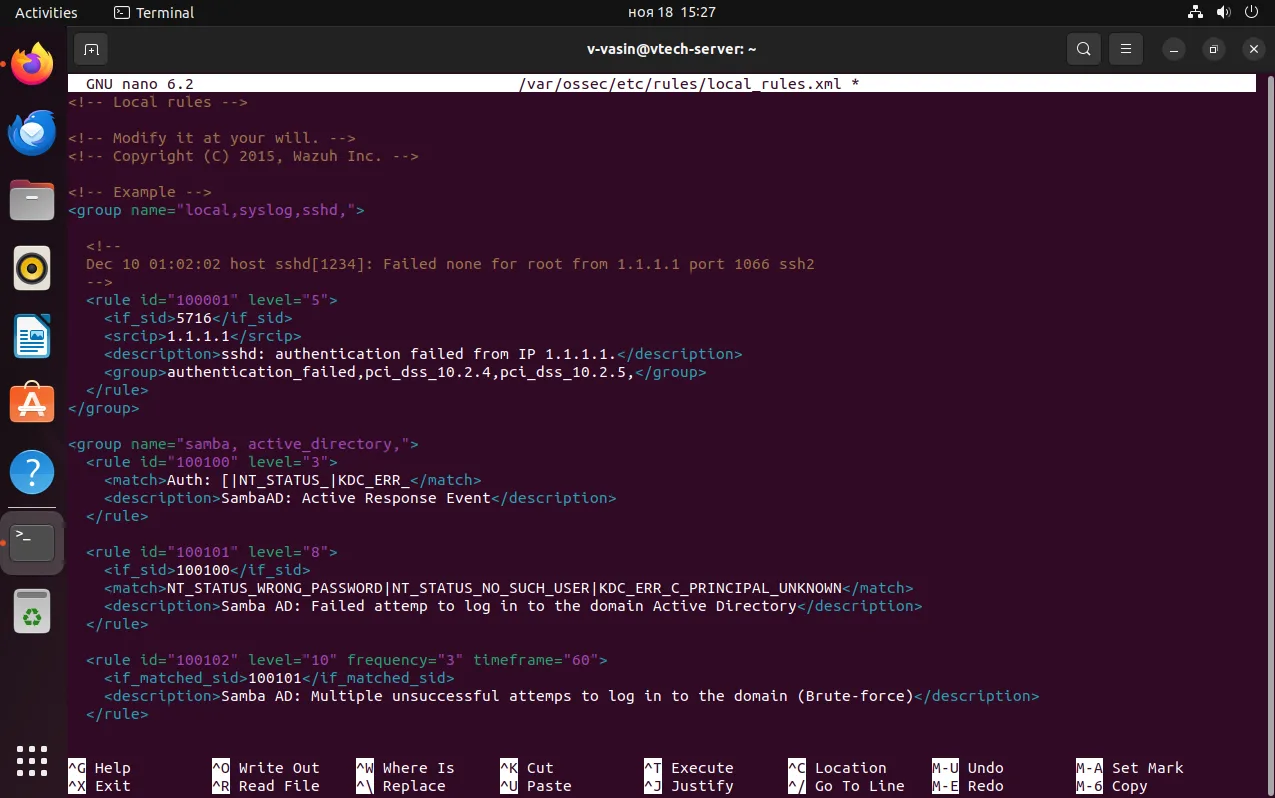 Activities Terminal ноя 18 15:27
v-vasin@vtech-server: ~
GNU nano 6.2 /var/ossec/etc/rules/local_rules.xml *
<!-- Local rules -->
<!-- Modify it at your will. -->
<!-- Copyright (C) 2015, Wazuh Inc. -->
<!-- Example -->
<group name="local,syslog,sshd,">
<!--
Dec 10 01:02:02 host sshd[1234]: Failed none for root from 1.1.1.1 port 1066 ssh2
-->
<rule id="100001" level="5">
<if_sid>5716</if_sid>
<srcip>1.1.1.1</srcip>
<description>sshd: authentication failed from IP 1.1.1.1.</description>
<group>authentication_failed,pci_dss_10.2.4,pci_dss_10.2.5,</group>
</rule>
</group>
<group name="samba, active_directory,">
<rule id="100100" level="3">
<match>Auth: [|NT_STATUS_|KDC_ERR_</match>
<description>SambaAD: Active Response Event</description>
</rule>
<rule id="100101" level="8">
<if_sid>100100</if_sid>
<match>NT_STATUS_WRONG_PASSWORD|NT_STATUS_NO_SUCH_USER|KDC_ERR_C_PRINCIPAL_UNKNOWN</match>
<description>Samba AD: Failed attemp to log in to the domain Active Directory</description>
</rule>
<rule id="100102" level="10" frequency="3" timeframe="60">
<if_matched_sid>100101</if_matched_sid>
<description>Samba AD: Multiple unsuccessful attemps to log in to the domain (Brute-force)</description>
</rule>
^G Help ^O Write Out ^W Where Is ^K Cut ^T Execute ^C Location M-U Undo M-A Set Mark
^X Exit ^R Read File ^\ Replace ^U Paste ^J Justify ^/ Go To Line M-E Redo M-6 Copy